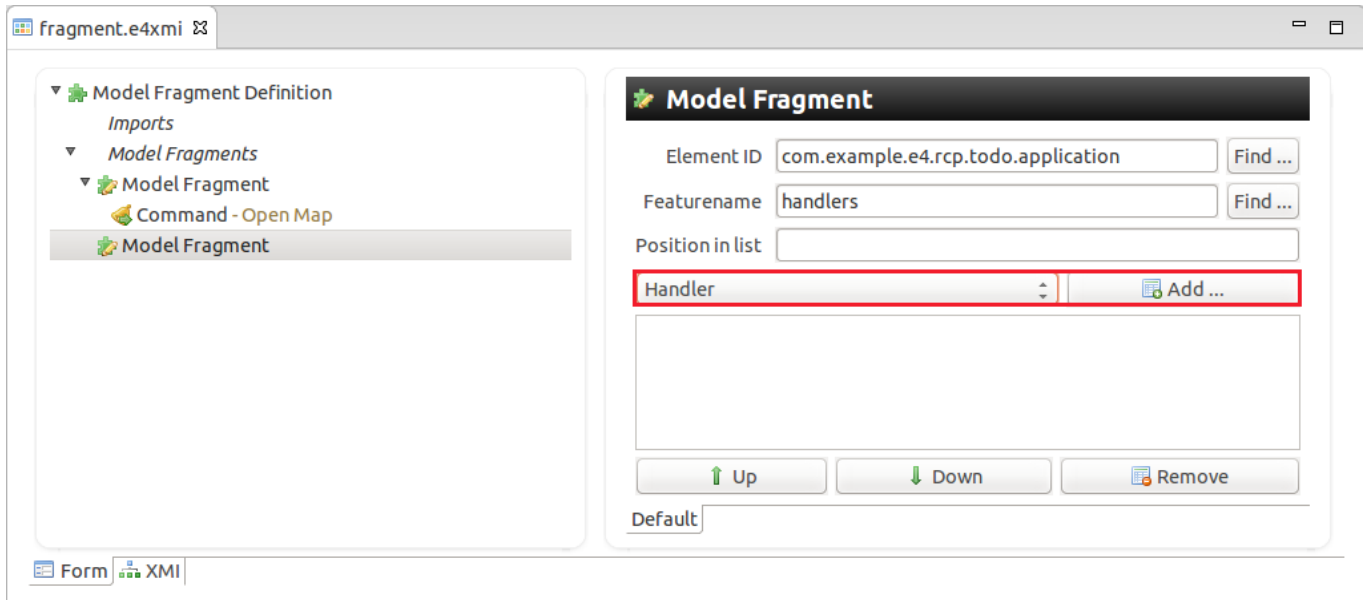 fragment.e4xmi
Model Fragment Definition
Imports
Model Fragments
Model Fragment
Command - Open Map
Model Fragment
Model Fragment
Element ID com.example.e4.rcp.todo.application Find ...
Featurename handlers Find ...
Position in list
Handler Add ...
Up Down Remove
Default
Form XMI